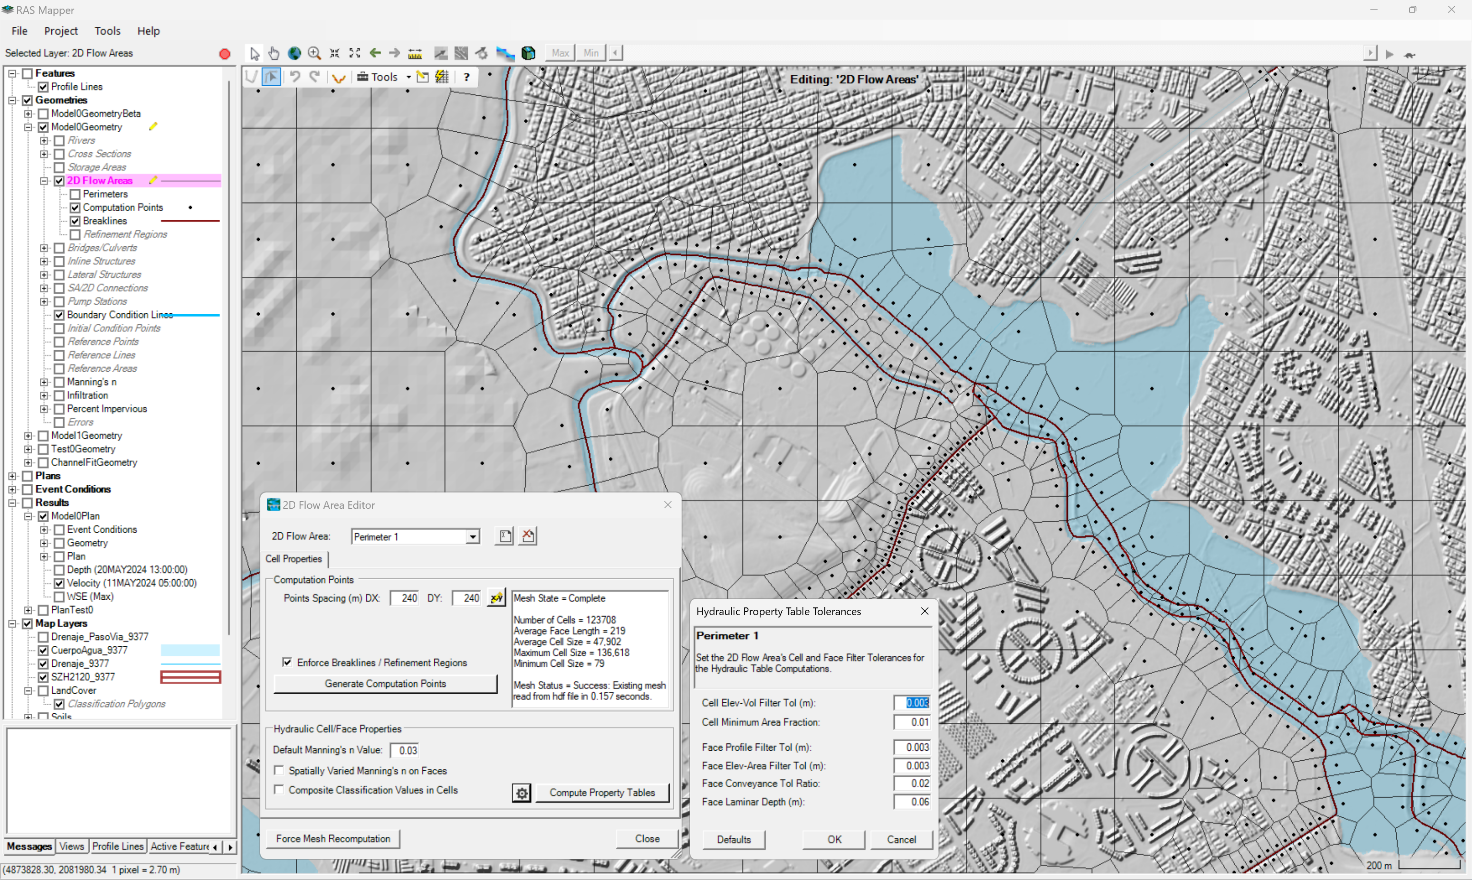 RAS Mapper
File Project Tools Help
Selected Layer: 2D Flow Areas
Max Min
Tools ?
Editing: '2D Flow Areas'
Features
Profile Lines
Geometries
Model0GeometryBeta
Model0Geometry
Rivers
Cross Sections
Storage Areas
2D Flow Areas
Perimeters
Computation Points
Breaklines
Refinement Regions
Bridges/Culverts
Inline Structures
Lateral Structures
SA/2D Connections
Pump Stations
Boundary Condition Lines
Initial Condition Points
Reference Points
Reference Lines
Reference Areas
Manning's n
Infiltration
Percent Impervious
Errors
Model1Geometry
Test0Geometry
ChannelFitGeometry
Plans
Event Conditions
Results
Model0Plan
Event Conditions
Geometry
Plan
Depth (20MAY2024 13:00:00)
Velocity (11MAY2024 05:00:00)
WSE (Max)
PlanTest0
Map Layers
Drenaje_PasoVia_9377
CuerpoAgua_9377
Drenaje_9377
SZH2120_9377
LandCover
Classification Polygons
Soils
Messages Views Profile Lines Active Feature
(4873828.30, 2081980.34 1 pixel = 2.70 m)
2D Flow Area Editor
2D Flow Area: Perimeter 1
Cell Properties
Computation Points
Points Spacing (m) DX: 240 DY: 240
Enforce Breaklines / Refinement Regions
Generate Computation Points
Mesh State = Complete
Number of Cells = 123708
Average Face Length = 219
Average Cell Size = 47,902
Maximum Cell Size = 136,618
Minimum Cell Size = 79
Mesh Status = Success: Existing mesh
read from hdf file in 0.157 seconds.
Hydraulic Cell/Face Properties
Default Manning's n Value: 0.03
Spatially Varied Manning's n on Faces
Composite Classification Values in Cells
Compute Property Tables
Force Mesh Recomputation Close
Hydraulic Property Table Tolerances
Perimeter 1
Set the 2D Flow Area's Cell and Face Filter Tolerances for
the Hydraulic Table Computations.
Cell Elev-Vol Filter Tol (m): 0.003
Cell Minimum Area Fraction: 0.01
Face Profile Filter Tol (m): 0.003
Face Elev-Area Filter Tol (m): 0.003
Face Conveyance Tol Ratio: 0.02
Face Laminar Depth (m): 0.06
Defaults OK Cancel
200 m